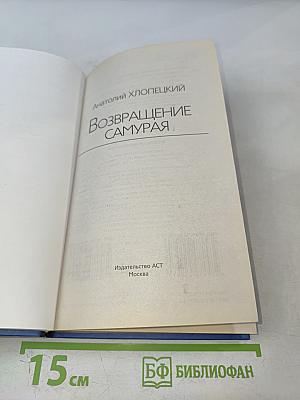 Анатолий ХЛОПЕЦКИЙ
ВОЗВРАЩЕНИЕ
САМУРАЯ
Издательство АСТ
Москва
15 см
БФ БИБЛИОФАН